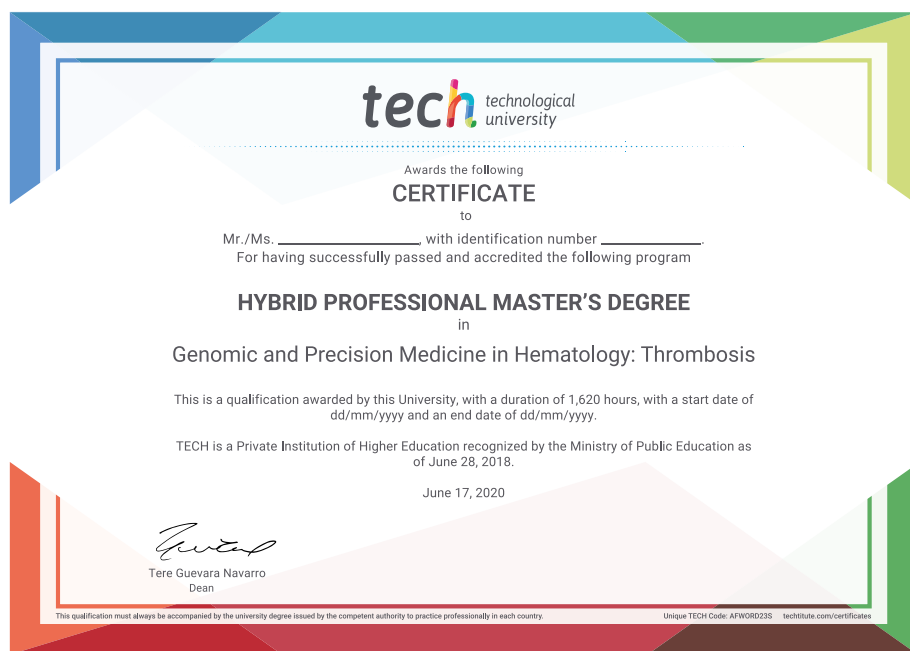 tech technological
university
Awards the following
CERTIFICATE
to
Mr./Ms. ____________, with identification number ____________.
For having successfully passed and accredited the following program
HYBRID PROFESSIONAL MASTER'S DEGREE
in
Genomic and Precision Medicine in Hematology: Thrombosis
This is a qualification awarded by this University, with a duration of 1,620 hours, with a start date of
dd/mm/yyyy and an end date of dd/mm/yyyy.
TECH is a Private Institution of Higher Education recognized by the Ministry of Public Education as
of June 28, 2018.
June 17, 2020
Tere Guevara Navarro
Dean
This qualification must always be accompanied by the university degree issued by the competent authority to practice professionally in each country.
Unique TECH Code: AFWORD23S techtitute.com/certificates